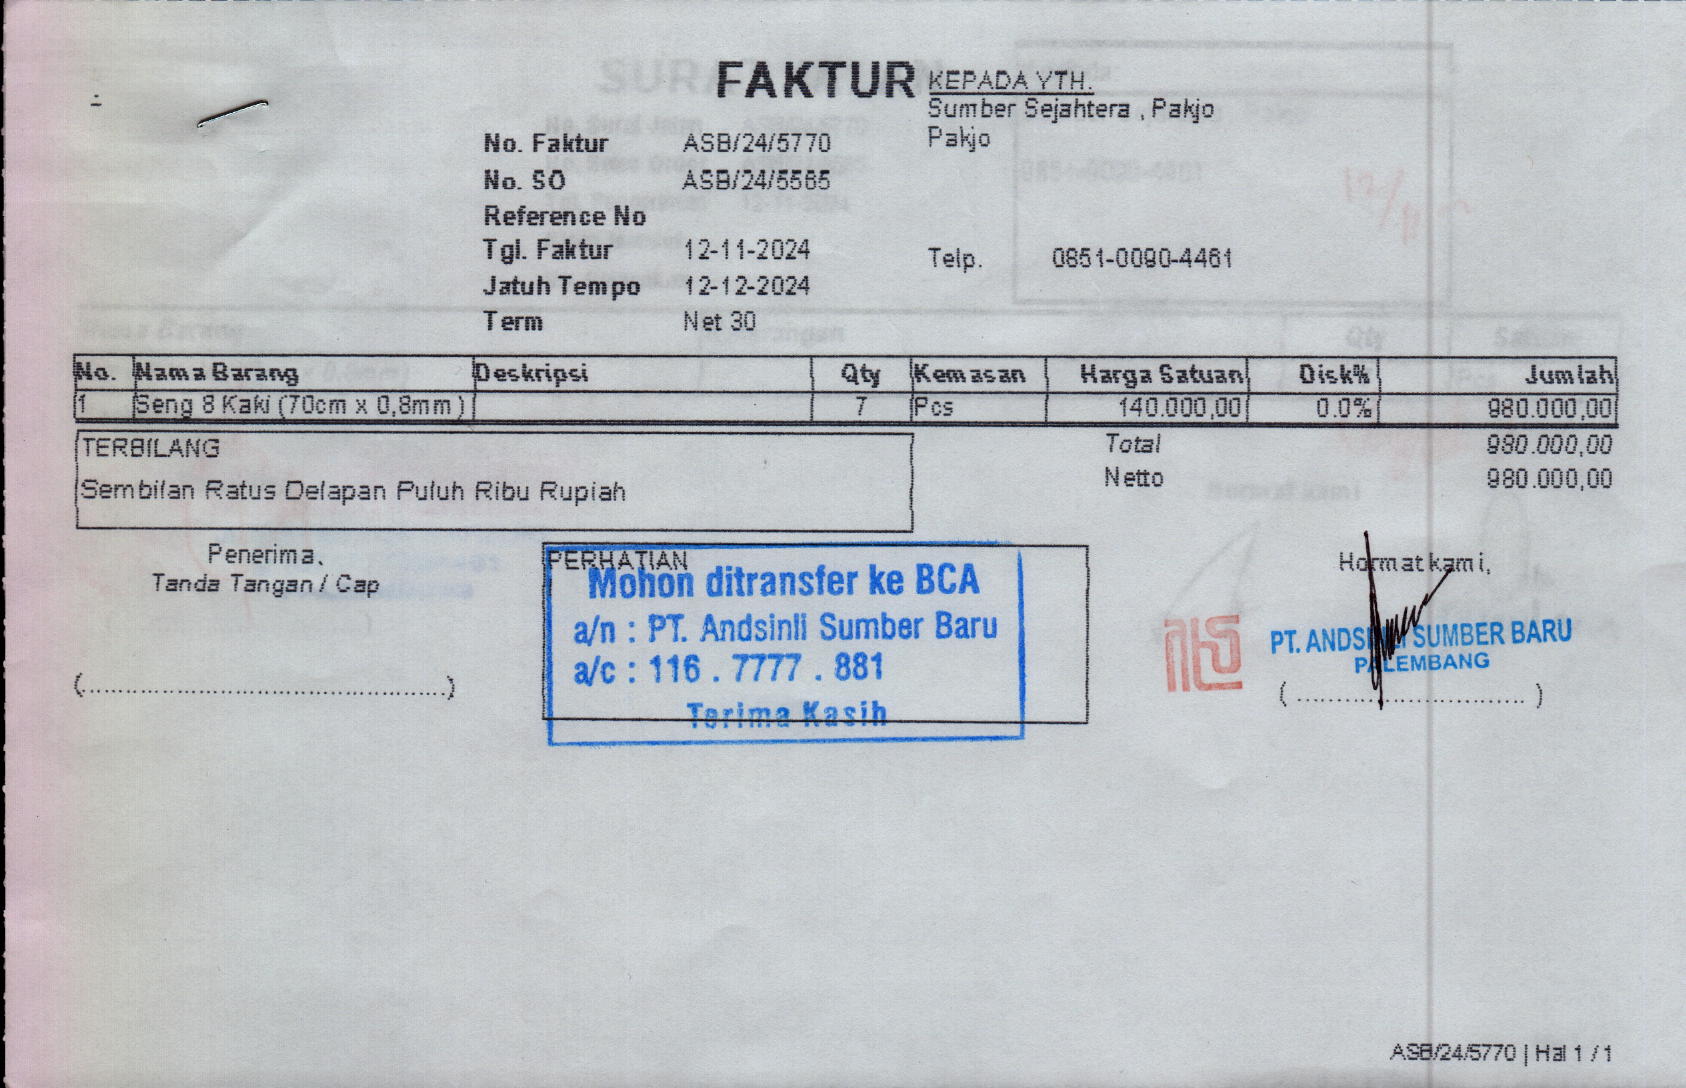 FAKTUR
KEPADA YTH.
Sumber Sejahtera , Pakjo
Pakjo
No. Faktur ASB/24/5770
No. SO ASB/24/5565
Reference No
Tgl. Faktur 12-11-2024
Telp. 0851-0090-4461
Jatuh Tempo 12-12-2024
Term Net 30
No. Nama Barang Deskripsi Qty Kemasan Harga Satuan Disk% Jumlah
1 Seng 8 Kaki (70cm x 0,8mm) 7 Pcs 140.000,00 0.0% 980.000,00
TERBILANG
Total 980.000,00
Netto 980.000,00
Sembilan Ratus Delapan Puluh Ribu Rupiah
Penerima,
Tanda Tangan / Cap
(............................................)
PERHATIAN
Mohon ditransfer ke BCA
a/n : PT. Andsinli Sumber Baru
a/c : 116 . 7777 . 881
Terima Kasih
Hormat kami,
PT. ANDSINLI SUMBER BARU
PALEMBANG
( ............................ )
ASB/24/5770 | Hal 1 / 1